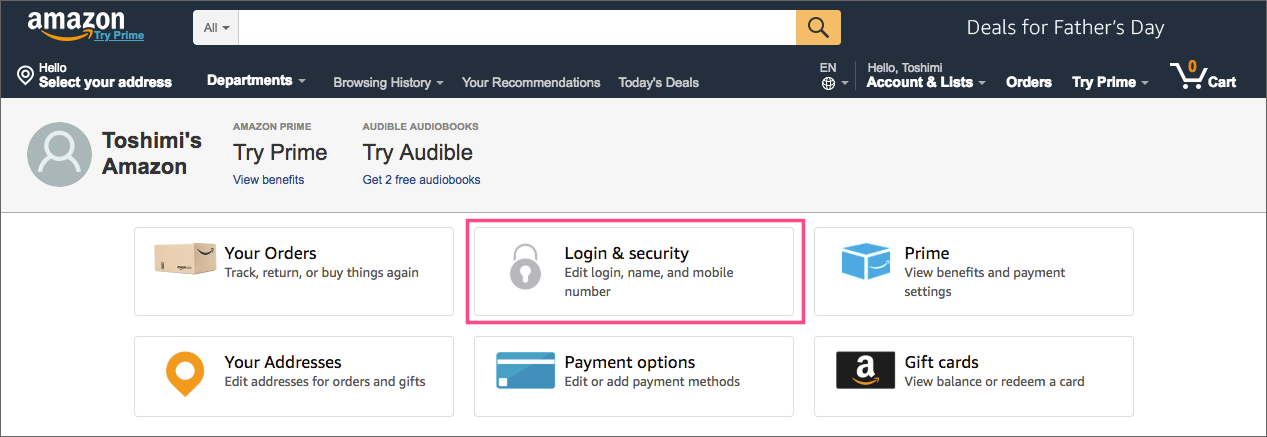 amazon
Try Prime
All
Deals for Father's Day
Hello
Select your address
Departments
Browsing History
Your Recommendations
Today's Deals
EN
Hello, Toshimi
Account & Lists
Orders
Try Prime
0
Cart
Toshimi's
Amazon
AMAZON PRIME
Try Prime
View benefits
AUDIBLE AUDIOBOOKS
Try Audible
Get 2 free audiobooks
Your Orders
Track, return, or buy things again
Login & security
Edit login, name, and mobile
number
Prime
View benefits and payment
settings
Your Addresses
Edit addresses for orders and gifts
Payment options
Edit or add payment methods
a
Gift cards
View balance or redeem a card